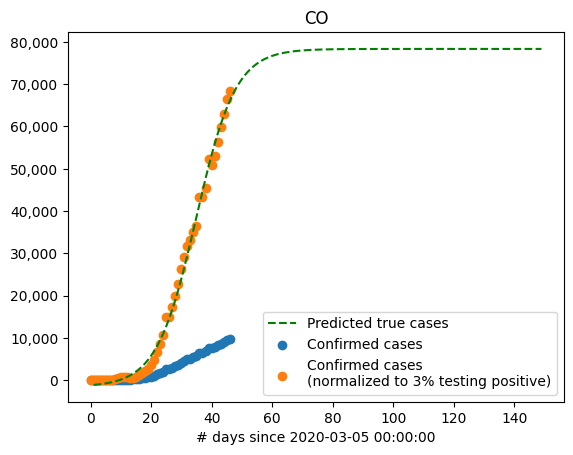 CO
80,000
70,000
60,000
50,000
40,000
30,000
20,000
10,000
0
Predicted true cases
Confirmed cases
Confirmed cases
(normalized to 3% testing positive)
0 20 40 60 80 100 120 140
# days since 2020-03-05 00:00:00